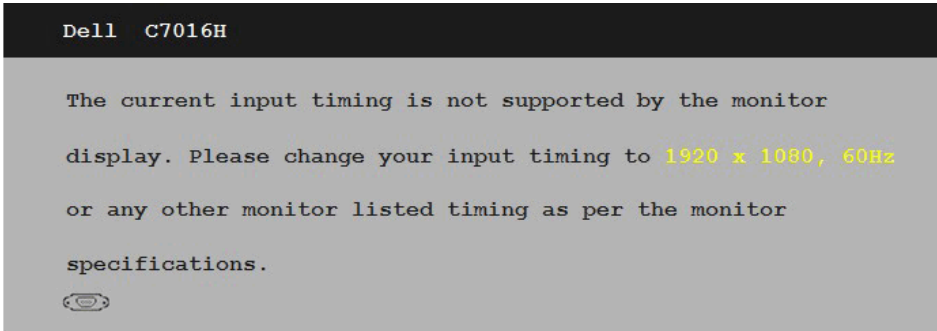 Dell C7016H
The current input timing is not supported by the monitor
display. Please change your input timing to 1920 x 1080, 60Hz
or any other monitor listed timing as per the monitor
specifications.